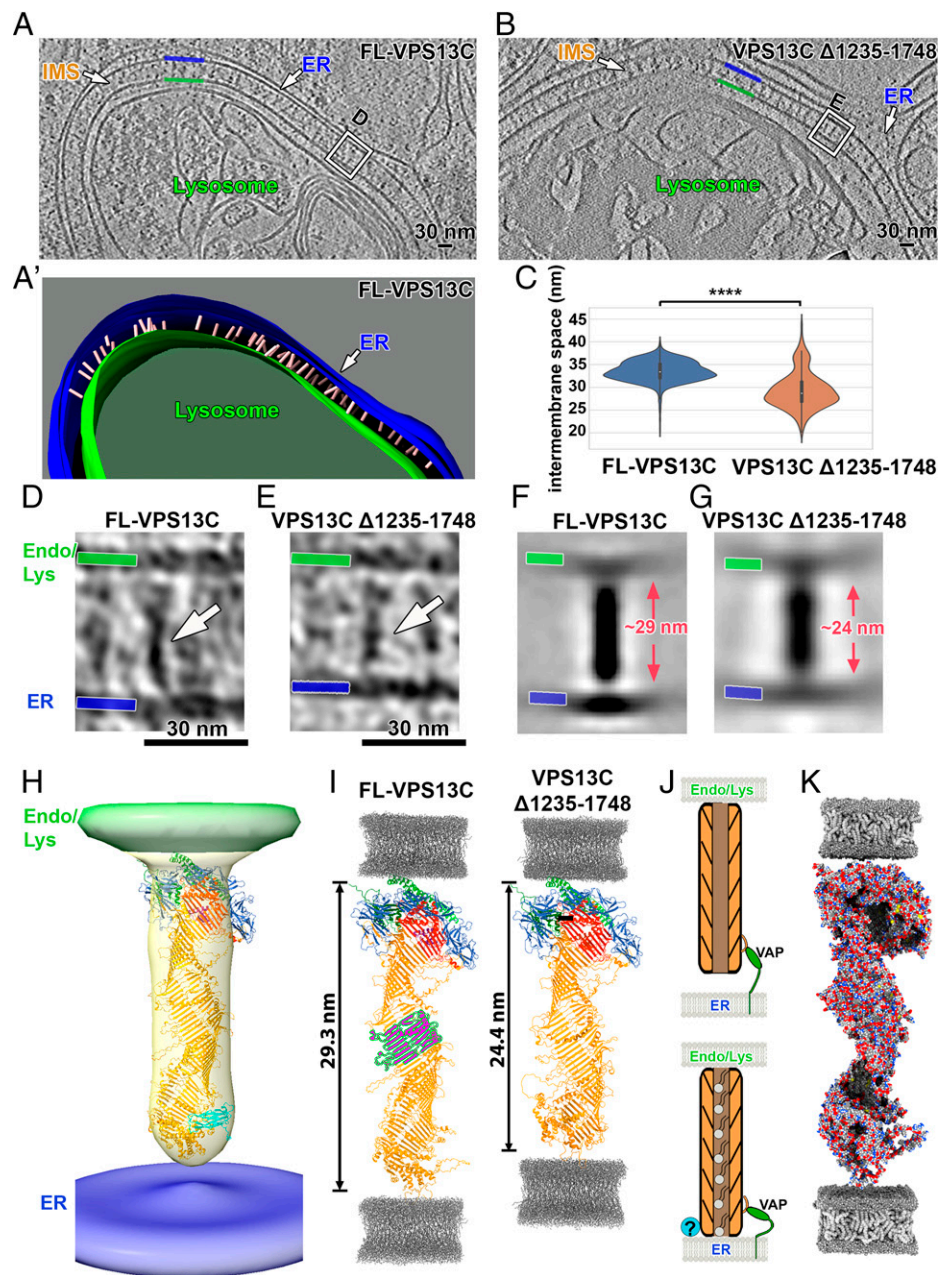 A
FL-VPS13C
IMS
ER
D
Lysosome
30 nm
B
VPS13C Δ1235-1748
IMS
E
ER
Lysosome
30 nm
A'
FL-VPS13C
ER
Lysosome
C
intermembrane space (nm)
****
45
40
35
30
25
20
FL-VPS13C
VPS13C Δ1235-1748
D
FL-VPS13C
Endo/
Lys
ER
30 nm
E
VPS13C Δ1235-1748
30 nm
F
FL-VPS13C
~29 nm
G
VPS13C Δ1235-1748
~24 nm
H
Endo/
Lys
ER
I
FL-VPS13C
29.3 nm
VPS13C
Δ1235-1748
24.4 nm
J
Endo/Lys
VAP
ER
Endo/Lys
VAP
?
ER
K